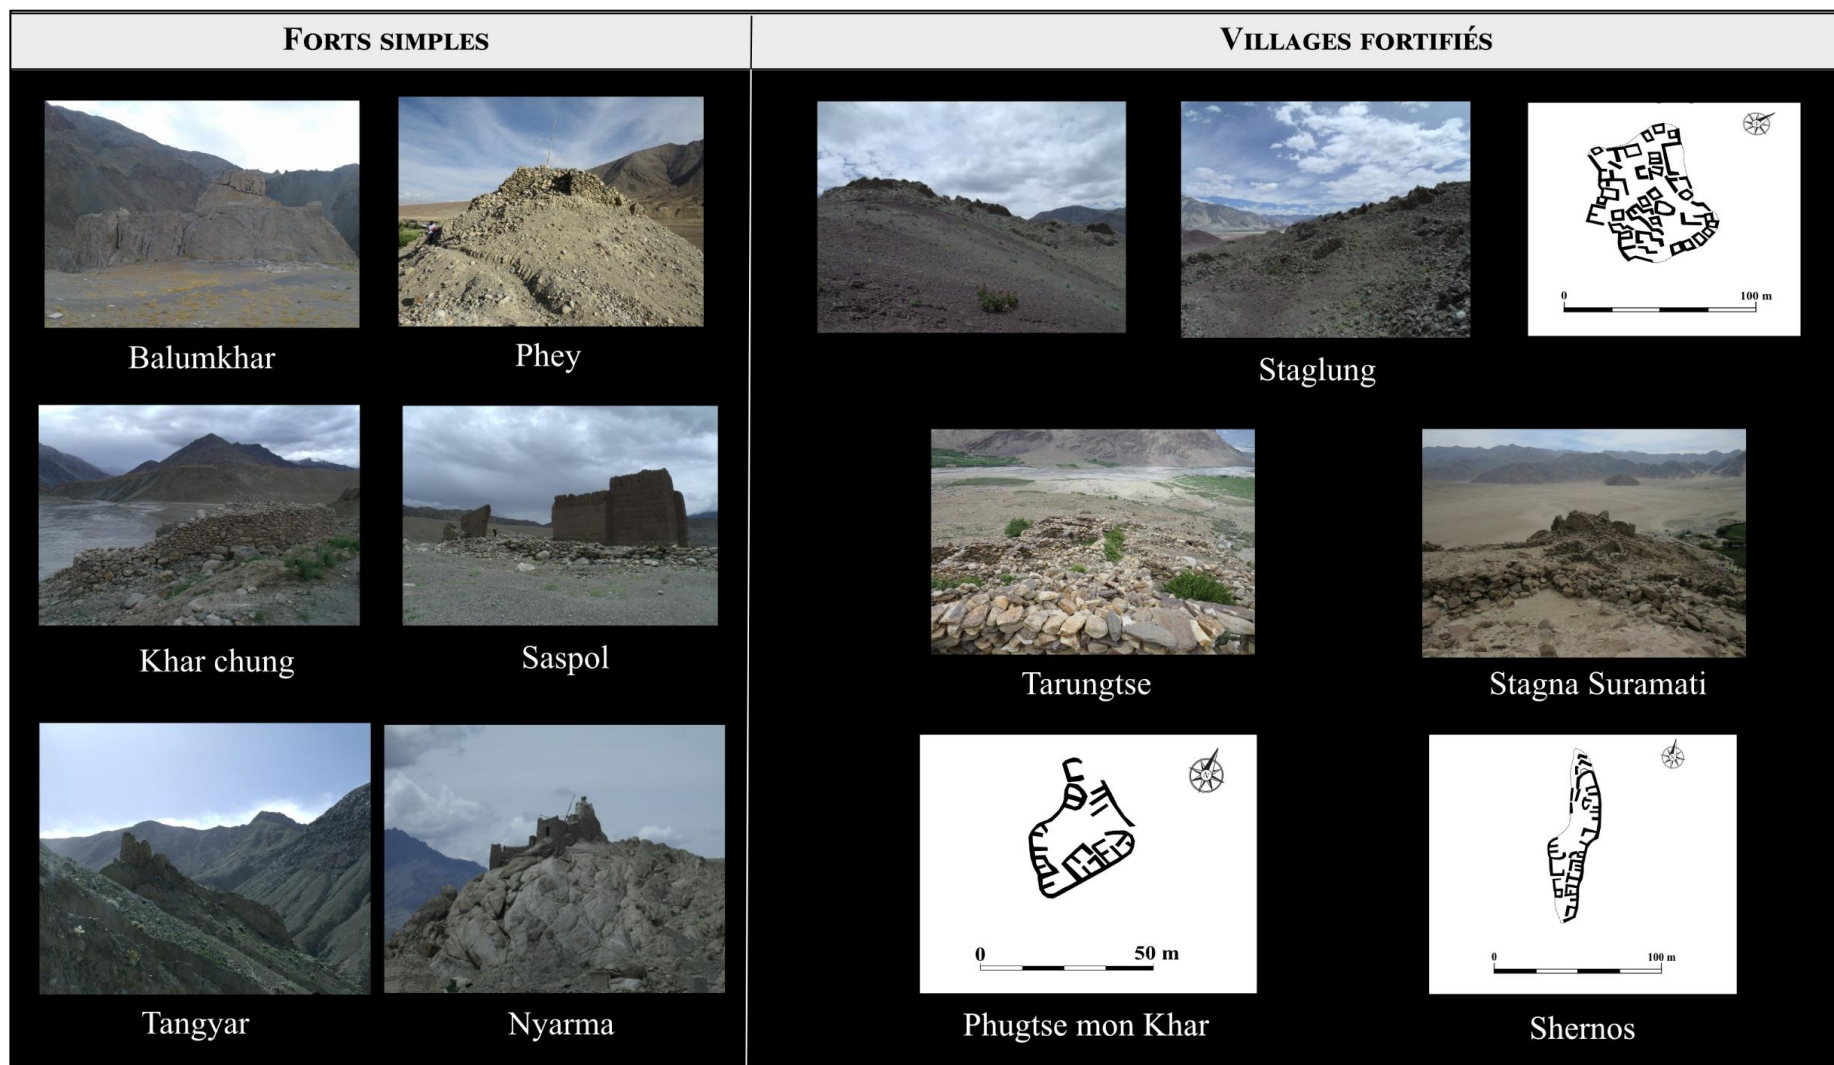 FORTS SIMPLES
VILLAGES FORTIFIÉS
Balumkhar
Phey
Khar chung
Saspol
Tangyar
Nyarma
0 100 m
Staglung
Tarungtse
Stagna Suramati
0 50 m
Phugtse mon Khar
0 100 m
Shernos